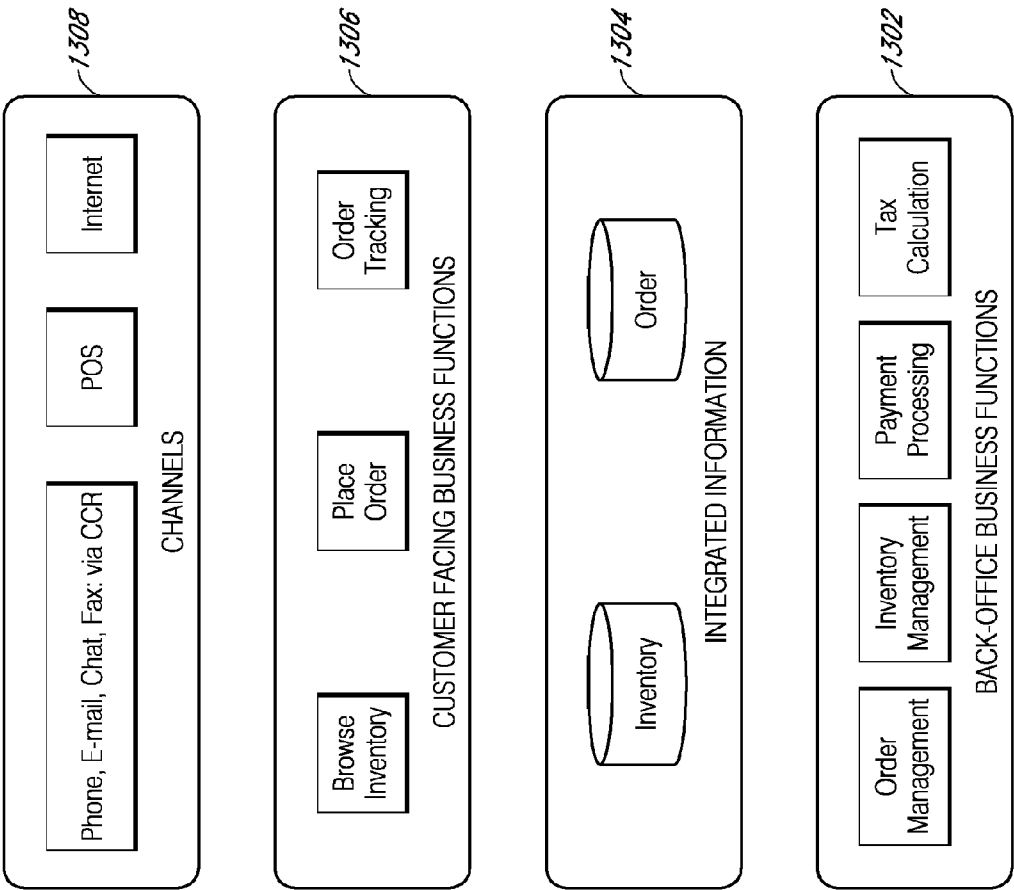 1308
Phone, E-mail, Chat, Fax: via CCR
POS
Internet
CHANNELS
1306
Browse
Inventory
Place
Order
Order
Tracking
CUSTOMER FACING BUSINESS FUNCTIONS
1304
Inventory
Order
INTEGRATED INFORMATION
1302
Order
Management
Inventory
Management
Payment
Processing
Tax
Calculation
BACK-OFFICE BUSINESS FUNCTIONS